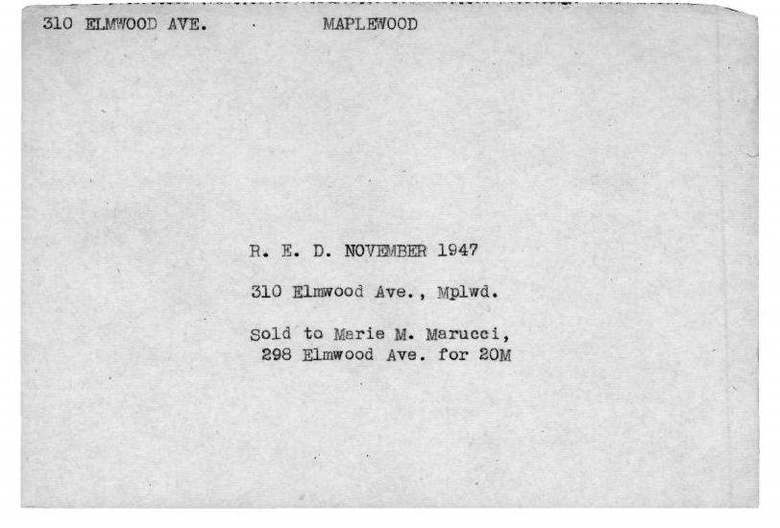 310 ELMWOOD AVE. MAPLEWOOD
R. E. D. NOVEMBER 1947
310 Elmwood Ave., Mplwd.
Sold to Marie M. Marucci,
298 Elmwood Ave. for 20M